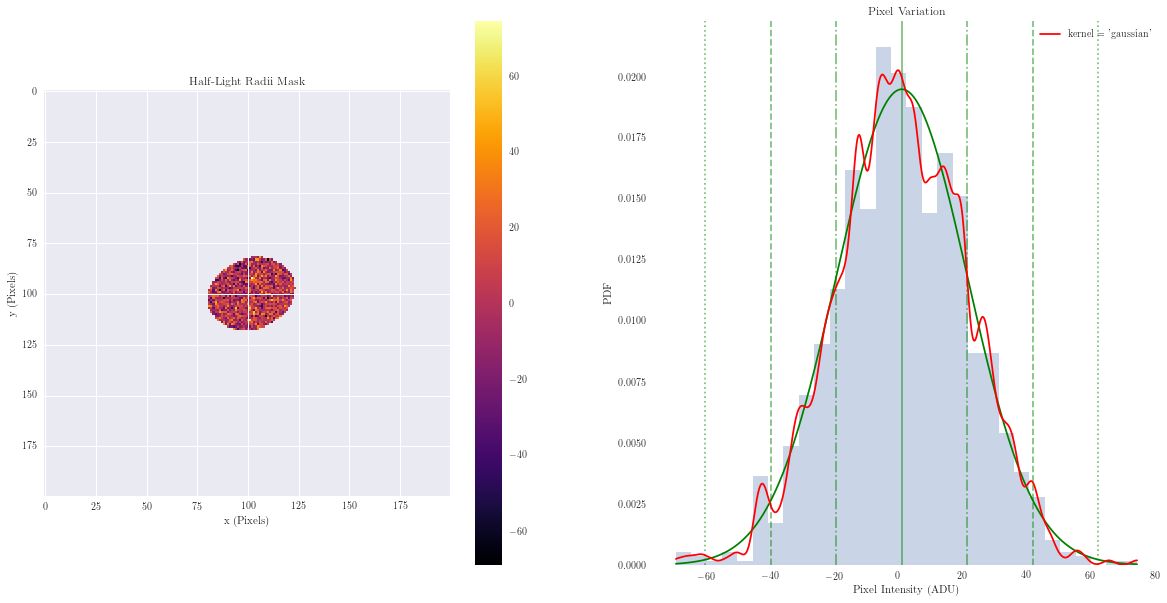 Half-Light Radii Mask
0
25
50
75
100
125
150
175
y (Pixels)
0 25 50 75 100 125 150 175
x (Pixels)
60
40
20
0
−20
−40
−60
Pixel Variation
kernel = 'gaussian'
0.0200
0.0175
0.0150
0.0125
0.0100
0.0075
0.0050
0.0025
0.0000
PDF
−60 −40 −20 0 20 40 60 80
Pixel Intensity (ADU)